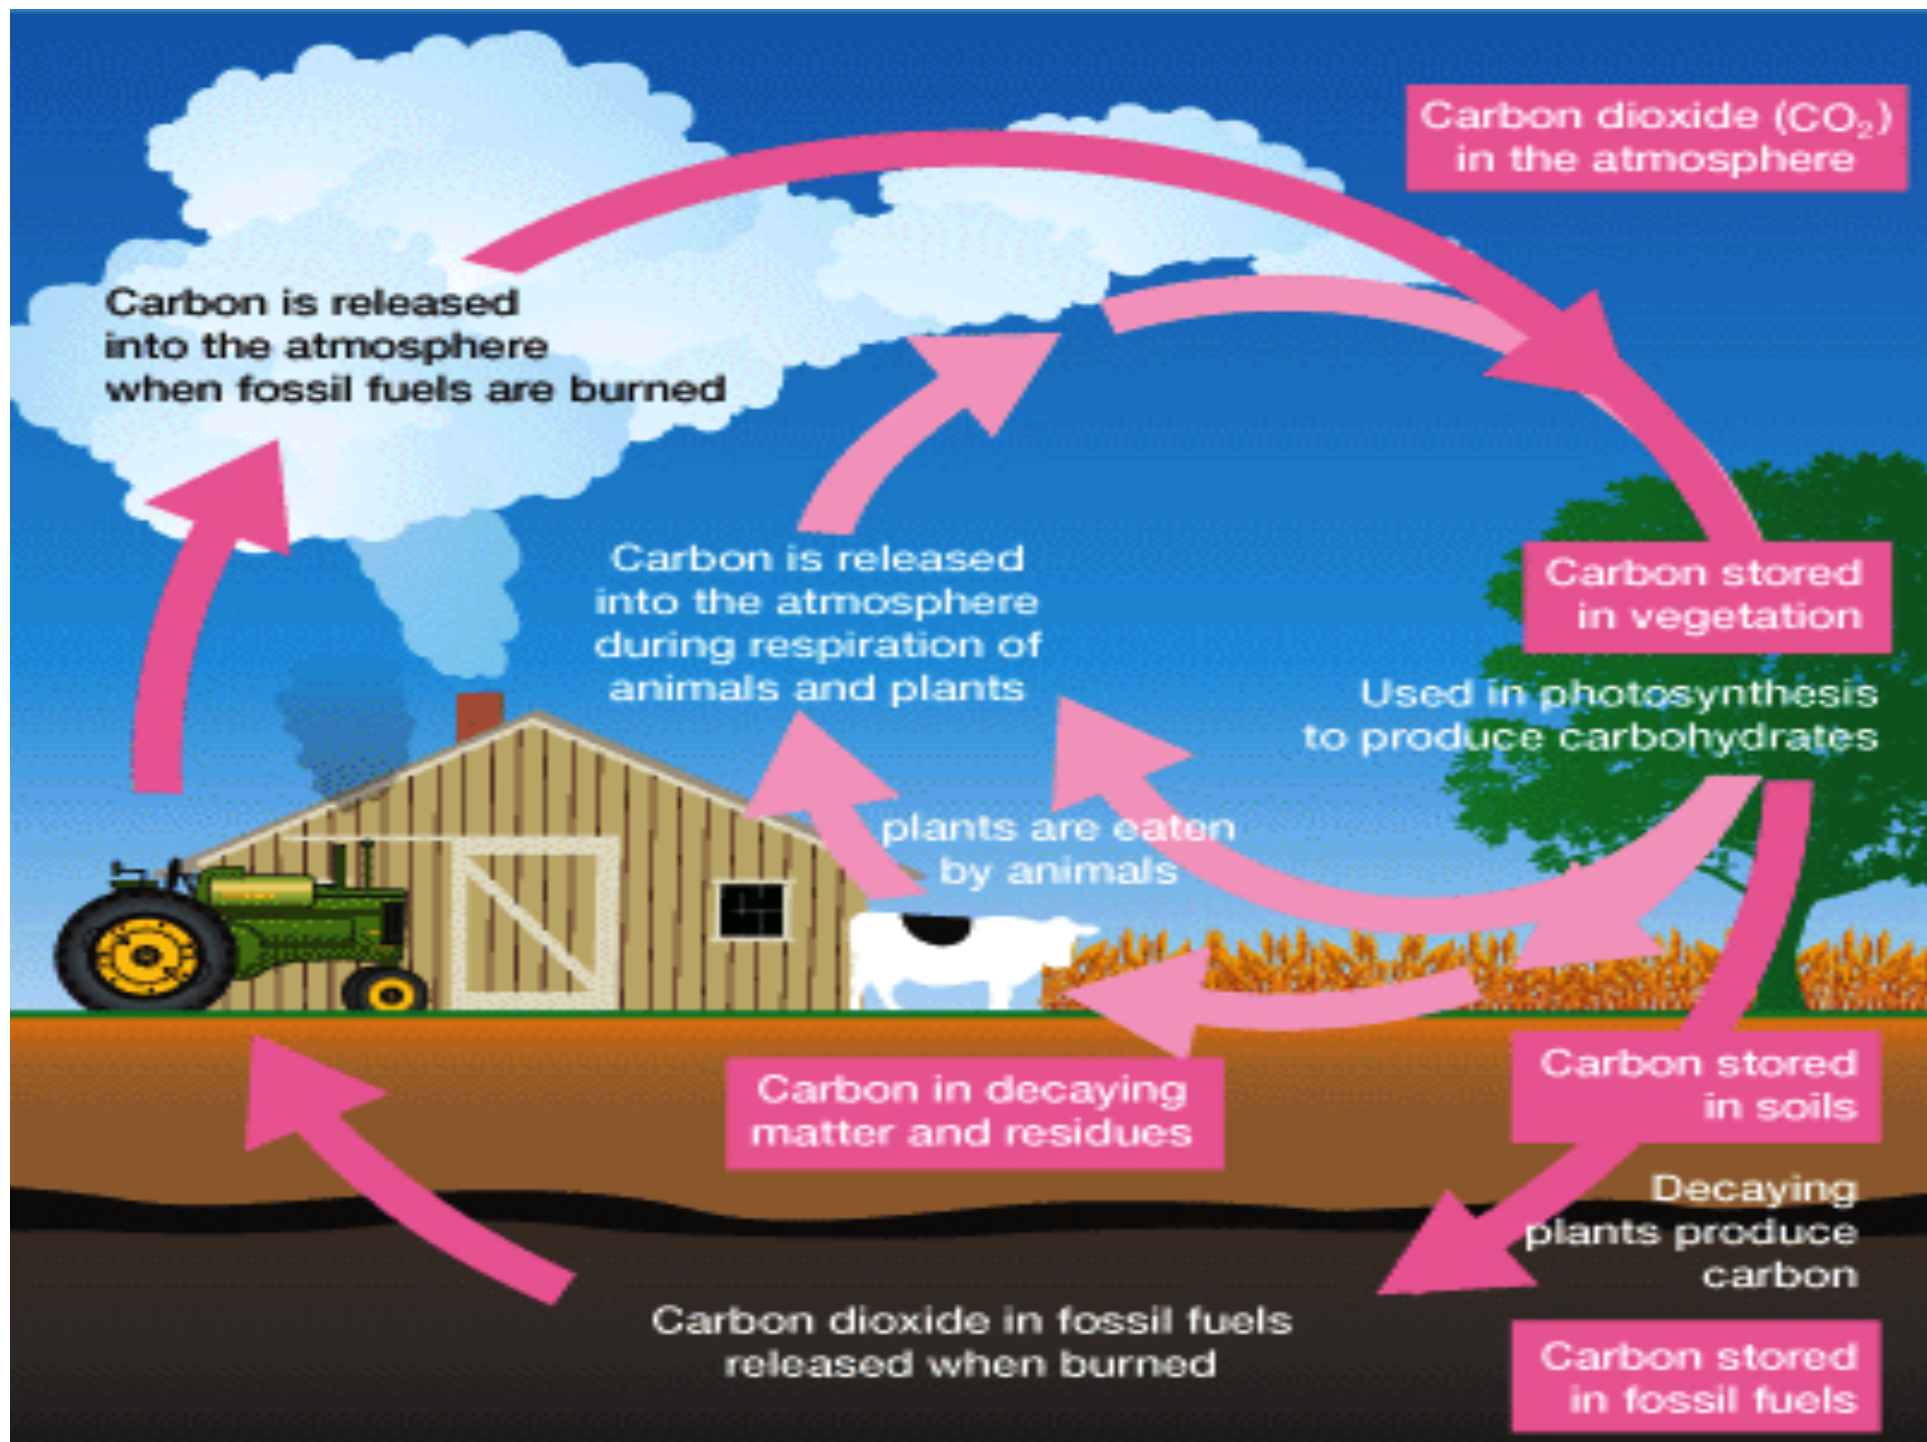 Carbon dioxide (CO₂)
in the atmosphere
Carbon is released
into the atmosphere
when fossil fuels are burned
Carbon is released
into the atmosphere
during respiration of
animals and plants
Carbon stored
in vegetation
Used in photosynthesis
to produce carbohydrates
plants are eaten
by animals
Carbon in decaying
matter and residues
Carbon stored
in soils
Decaying
plants produce
carbon
Carbon dioxide in fossil fuels
released when burned
Carbon stored
in fossil fuels